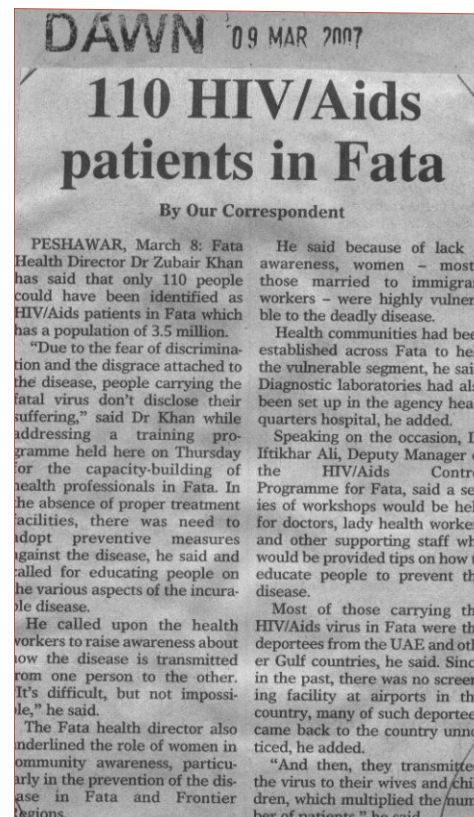 DAWN 09 MAR 2007
110 HIV/Aids
patients in Fata
By Our Correspondent
PESHAWAR, March 8: Fata
Health Director Dr Zubair Khan
has said that only 110 people
could have been identified as
HIV/Aids patients in Fata which
has a population of 3.5 million.
"Due to the fear of discrimina-
tion and the disgrace attached to
the disease, people carrying the
fatal virus don't disclose their
suffering," said Dr Khan while
addressing a training pro-
gramme held here on Thursday
for the capacity-building of
health professionals in Fata. In
the absence of proper treatment
facilities, there was need to
adopt preventive measures
against the disease, he said and
called for educating people on
the various aspects of the incura-
ble disease.
He called upon the health
workers to raise awareness about
how the disease is transmitted
from one person to the other.
"It's difficult, but not impossi-
ble," he said.
The Fata health director also
underlined the role of women in
community awareness, particu-
larly in the prevention of the dis-
ease in Fata and Frontier
Regions.
He said because of lack
awareness, women – most
those married to immigra
workers – were highly vulner
ble to the deadly disease.
Health communities had bee
established across Fata to he
the vulnerable segment, he sai
Diagnostic laboratories had als
been set up in the agency hea
quarters hospital, he added.
Speaking on the occasion, D
Iftikhar Ali, Deputy Manager
the HIV/Aids Contr
Programme for Fata, said a se
ies of workshops would be hel
for doctors, lady health worke
and other supporting staff wh
would be provided tips on how t
educate people to prevent th
disease.
Most of those carrying th
HIV/Aids virus in Fata were th
deportees from the UAE and oth
er Gulf countries, he said. Sinc
in the past, there was no screen
ing facility at airports in th
country, many of such deportee
came back to the country unno
ticed, he added.
"And then, they transmitte
the virus to their wives and chi
dren, which multiplied the num
ber of patients," he said.